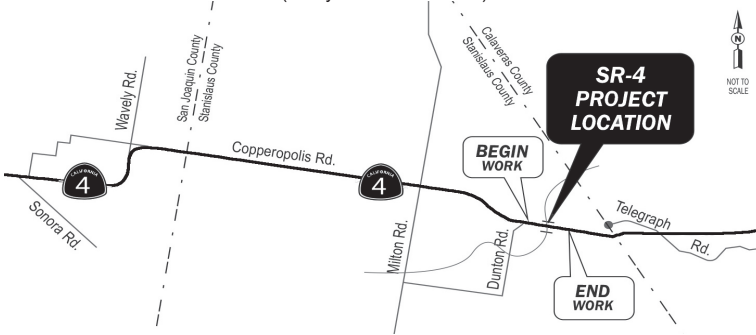 Wavely Rd.
San Joaquin County
Stanislaus County
Calaveras County
Stanislaus County
N
NOT TO
SCALE
SR-4
PROJECT
LOCATION
Copperopolis Rd.
BEGIN
WORK
CALIFORNIA
4
CALIFORNIA
4
Sonora Rd.
Milton Rd.
Dunton Rd.
Telegraph
Rd.
END
WORK